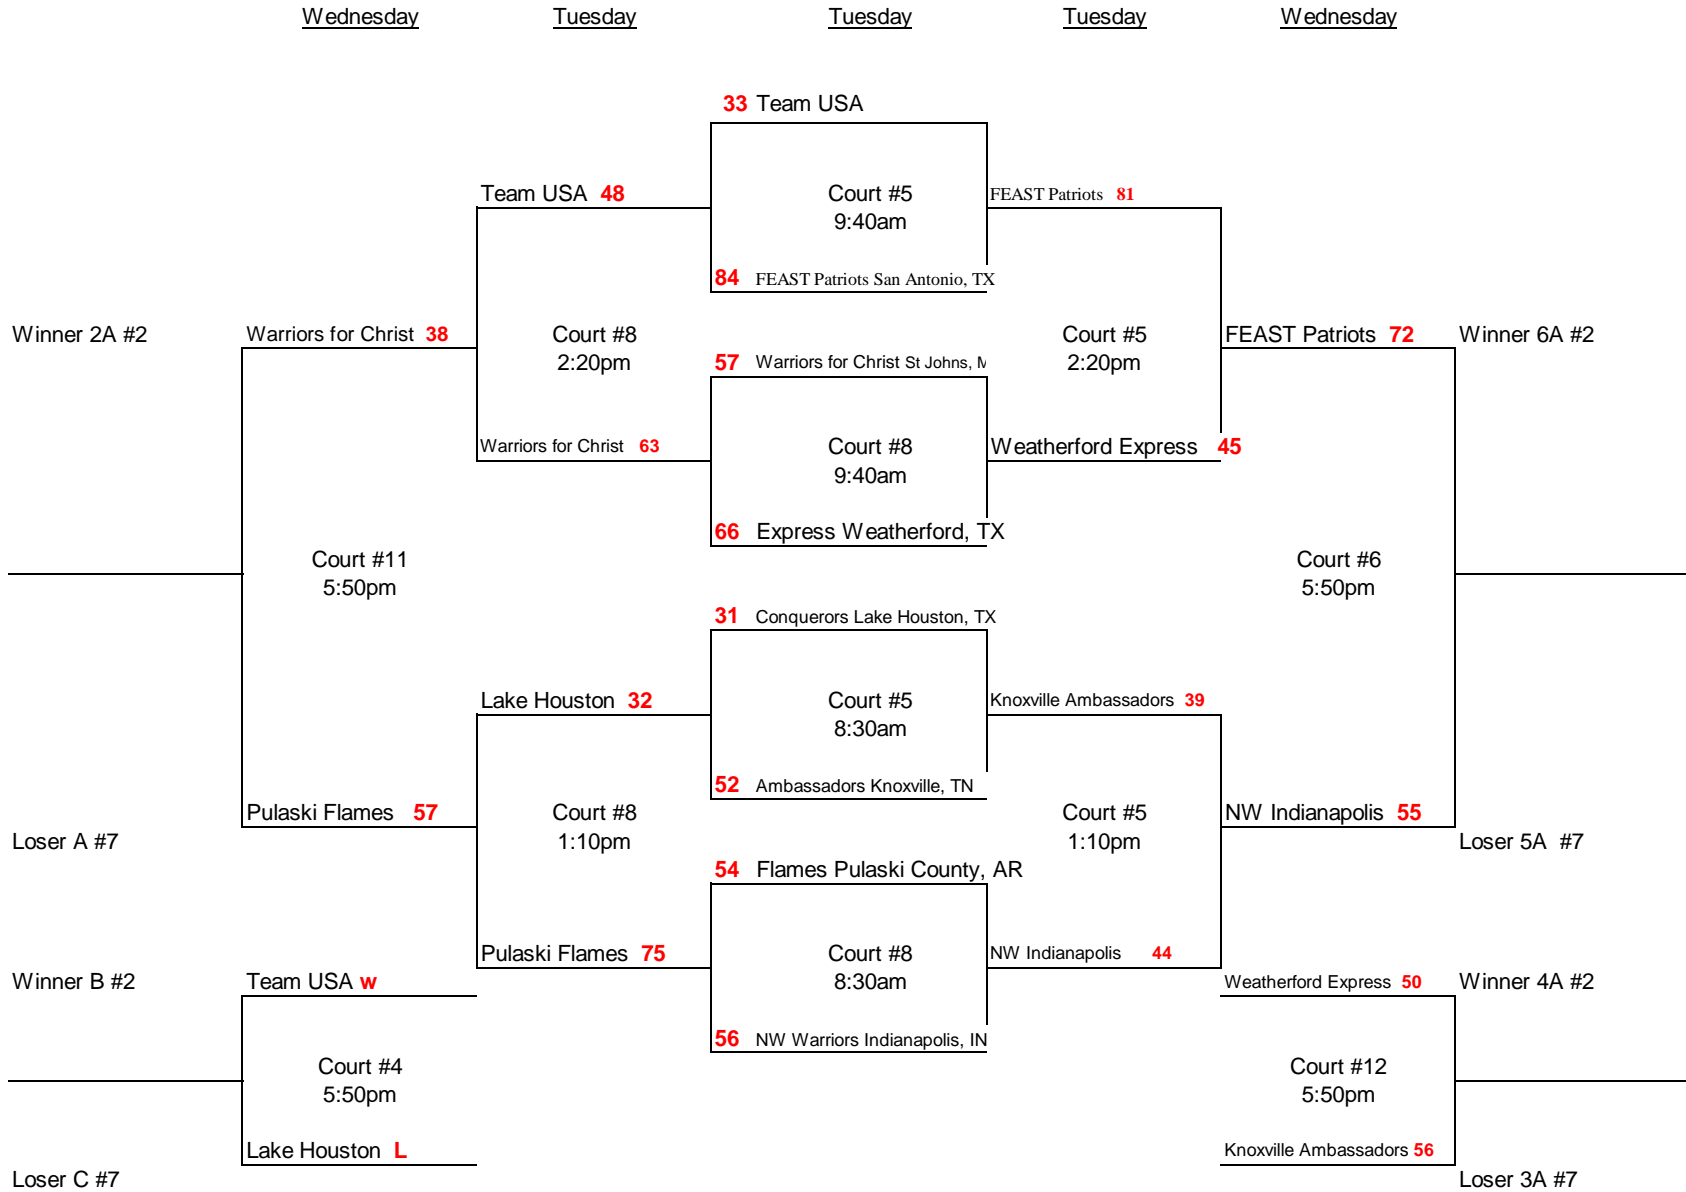 Wednesday Tuesday Tuesday Tuesday Wednesday
33 Team USA
Team USA 48 Court #5 FEAST Patriots 81
9:40am
84 FEAST Patriots San Antonio, TX
Winner 2A #2 Warriors for Christ 38 Court #8 Court #5 FEAST Patriots 72 Winner 6A #2
2:20pm 57 Warriors for Christ St Johns, 2:20pm
Warriors for Christ 63 Court #8 Weatherford Express 45
9:40am
66 Express Weatherford, TX
Court #11 Court #6
5:50pm 5:50pm
31 Conquerors Lake Houston, TX
Lake Houston 32 Court #5 Knoxville Ambassadors 39
8:30am
52 Ambassadors Knoxville, TN
Pulaski Flames 57 Court #8 Court #5 NW Indianapolis 55
Loser A #7 1:10pm 1:10pm Loser 5A #7
54 Flames Pulaski County, AR
Pulaski Flames 75 Court #8 NW Indianapolis 44
Winner B #2 Team USA w 8:30am Weatherford Express 50 Winner 4A #2
56 NW Warriors Indianapolis, IN
Court #4 Court #12
5:50pm 5:50pm
Lake Houston L Knoxville Ambassadors 56
Loser C #7 Loser 3A #7